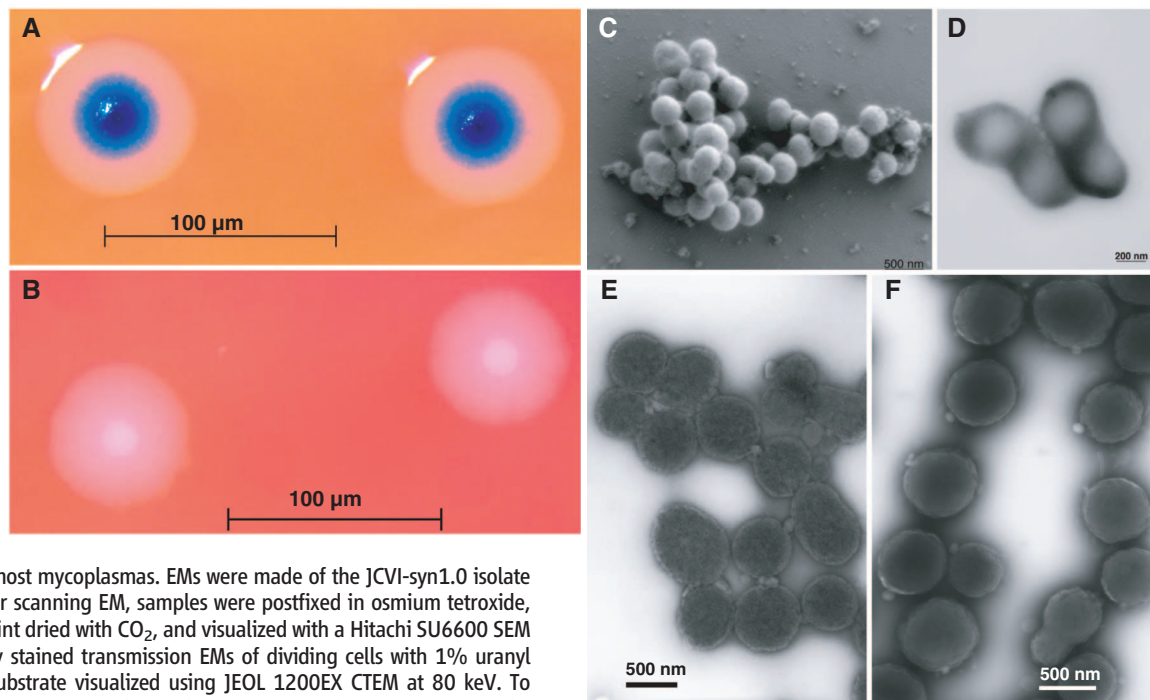 A
100 µm
B
100 µm
C
500 nm
D
200 nm
E
500 nm
F
500 nm
nost mycoplasmas. EMs were made of the JCVI-syn1.0 isolate
r scanning EM, samples were postfixed in osmium tetroxide,
int dried with CO₂, and visualized with a Hitachi SU6600 SEM
y stained transmission EMs of dividing cells with 1% uranyl
ubstrate visualized using JEOL 1200EX CTEM at 80 keV. To